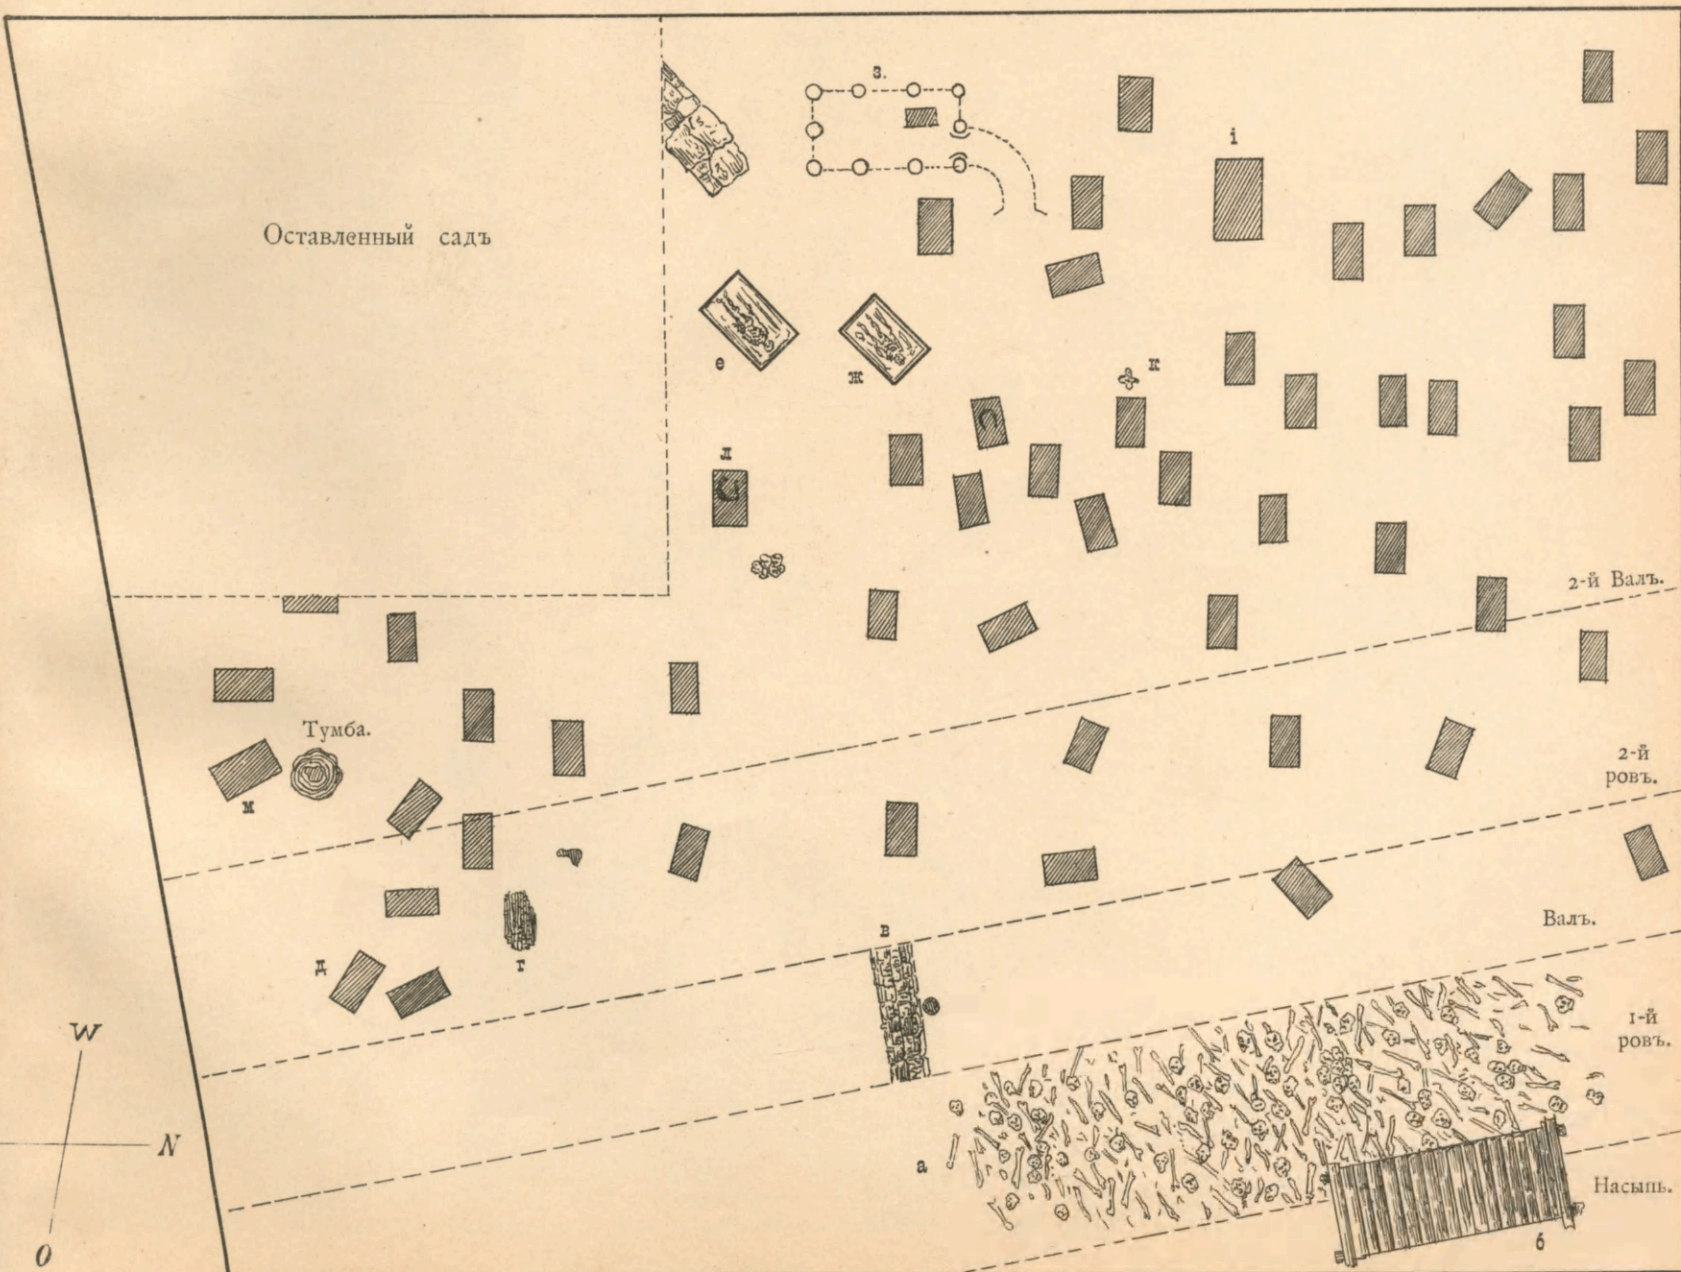 з.
і
Оставленный садъ
е
ж
к
л
2-й Валъ.
Тумба.
2-й
ровъ.
м
Валъ.
в
д
г
W
1-й
ровъ.
N
а
Насыпь.
б
O